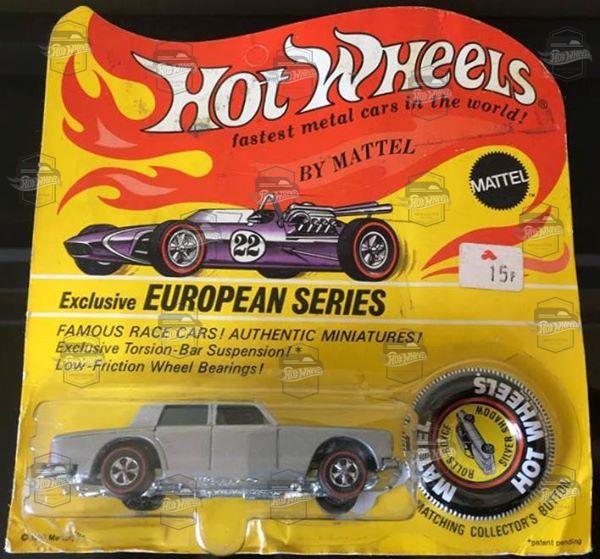 HOT WHEELS®
fastest metal cars in the world!
BY MATTEL
MATTEL
22
15F
Exclusive EUROPEAN SERIES
FAMOUS RACE CARS! AUTHENTIC MINIATURES!
Exclusive Torsion-Bar Suspension!*
Low-Friction Wheel Bearings!
MATTEL HOT WHEELS
ROLLS-ROYCE SILVER SHADOW
MATCHING COLLECTOR'S BUTTON
*patent pending